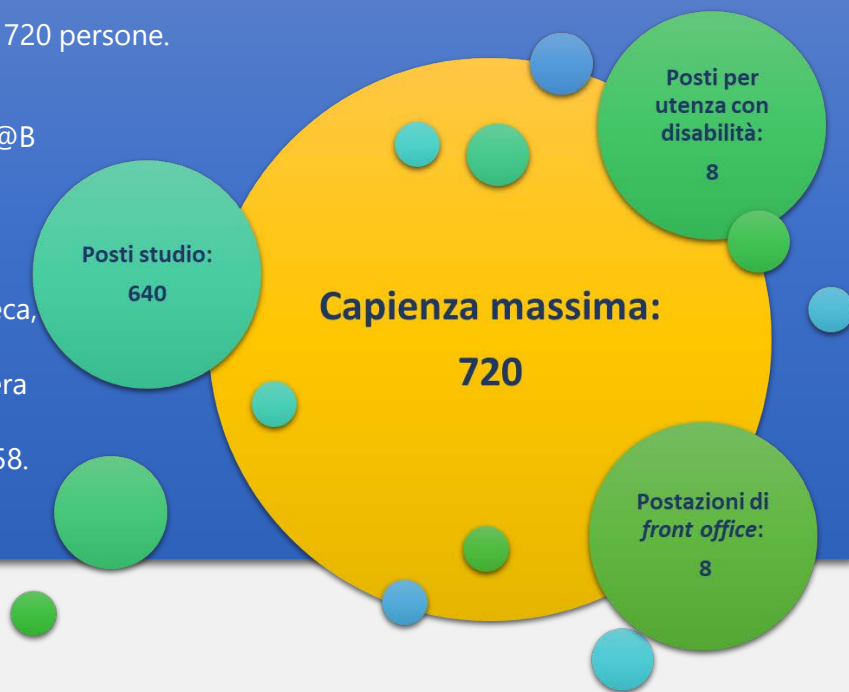 720 persone.
@B
eca,
era
58.
Posti studio:
640
Capienza massima:
720
Posti per
utenza con
disabilità:
8
Postazioni di
front office:
8